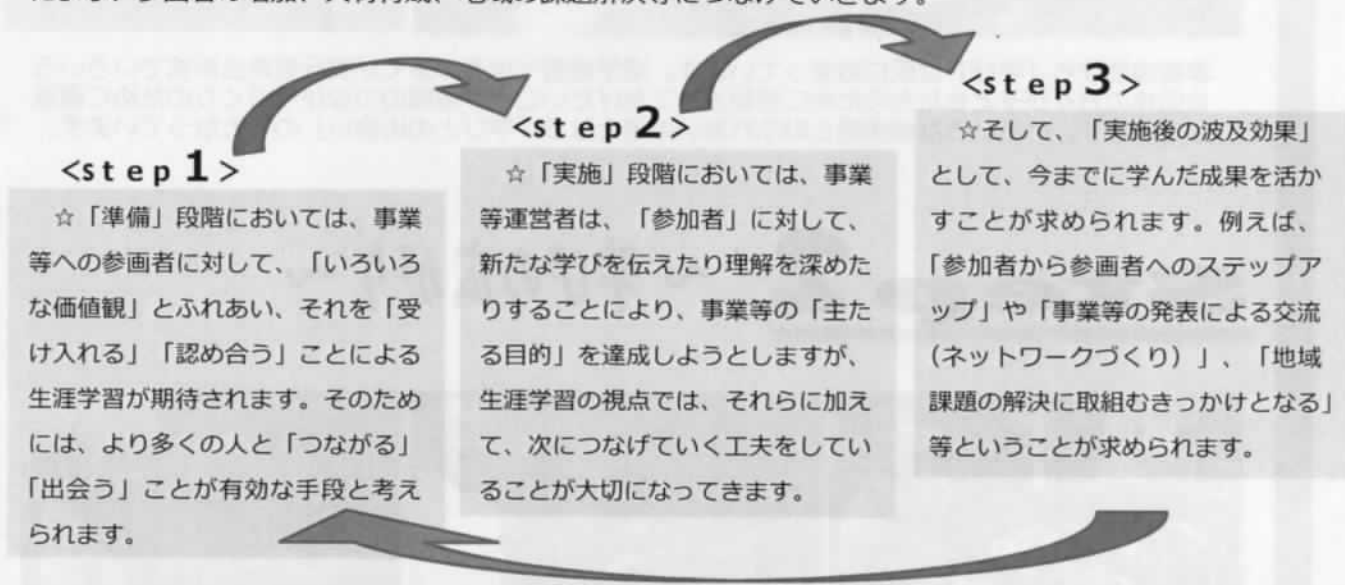 <step 1>
☆「準備」段階においては、事業
等への参画者に対して、「いろいろ
な価値観」とふれあい、それを「受
け入れる」「認め合う」ことによる
生涯学習が期待されます。そのため
には、より多くの人と「つながる」
「出会う」ことが有効な手段と考え
られます。
<step 2>
☆「実施」段階においては、事業
等運営者は、「参加者」に対して、
新たな学びを伝えたり理解を深めた
りすることにより、事業等の「主た
る目的」を達成しようとしますが、
生涯学習の視点では、それらに加え
て、次につなげていく工夫をしてい
ることが大切になってきます。
<step 3>
☆そして、「実施後の波及効果」
として、今までに学んだ成果を活か
すことが求められます。例えば、
「参加者から参画者へのステップア
ップ」や「事業等の発表による交流
(ネットワークづくり)」、「地域
課題の解決に取組むきっかけとなる」
等ということが求められます。